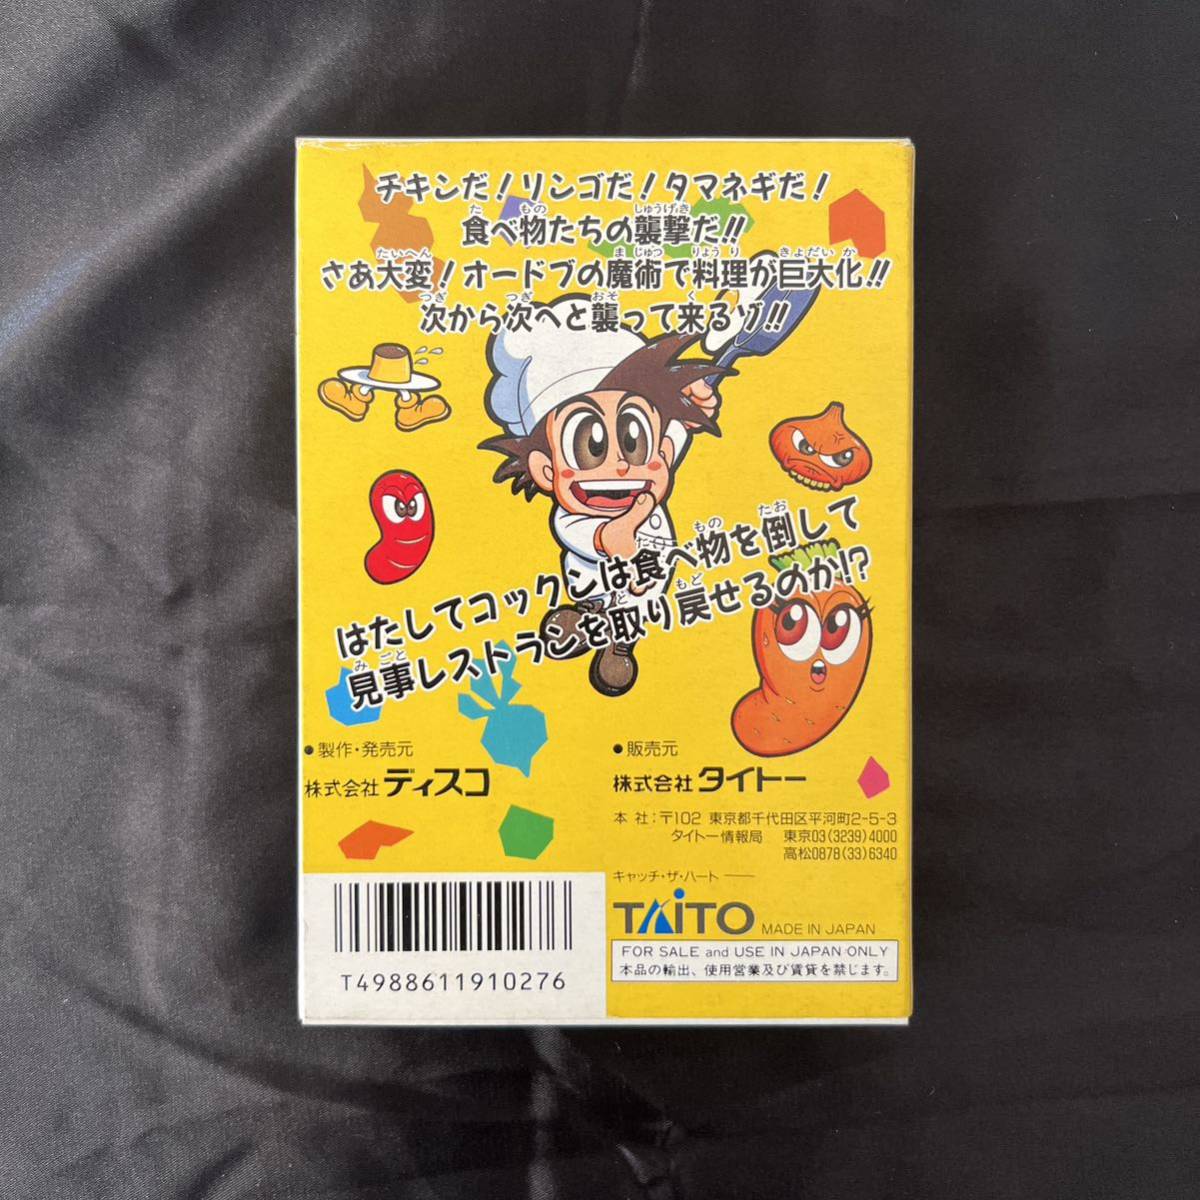 チキンだ！リンゴだ！タマネギだ！
食べ物たちの襲撃だ!!
さあ大変！オードブの魔術で料理が巨大化!!
次から次へと襲って来るゾ!!
はたしてコックンは食べ物を倒して
見事レストランを取り戻せるのか!?
●製作・発売元
株式会社ディスコ
●販売元
株式会社タイトー
本 社：〒102 東京都千代田区平河町2-5-3
タイトー情報局 東京03(3239)4000
高松0878(33)6340
キャッチ・ザ・ハート
TAITO MADE IN JAPAN
FOR SALE and USE IN JAPAN ONLY
本品の輸出、使用営業及び賃貸を禁じます。
T4988611910276